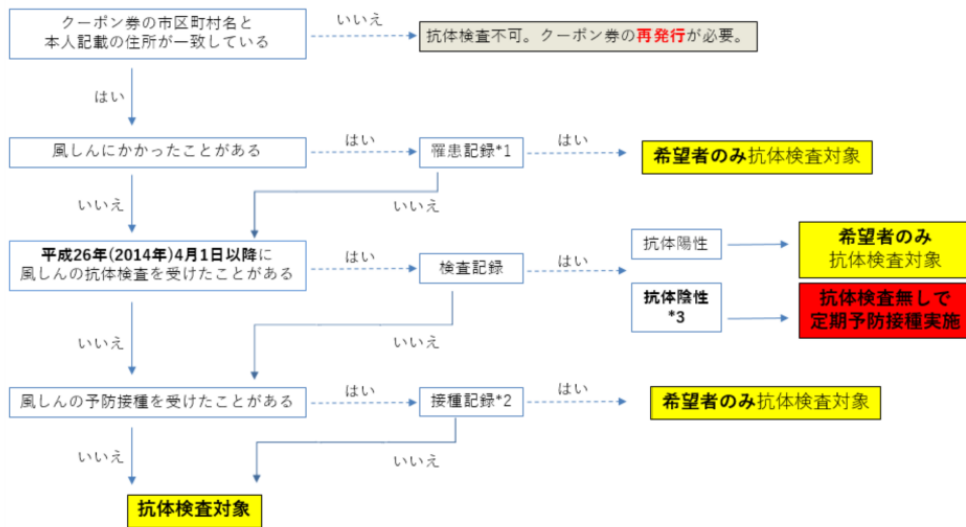 クーポン券の市区町村名と
本人記載の住所が一致している
いいえ
抗体検査不可。クーポン券の再発行が必要。
はい
風しんにかかったことがある
はい
罹患記録*1
はい
希望者のみ抗体検査対象
いいえ
いいえ
平成26年(2014年)4月1日以降に
風しんの抗体検査を受けたことがある
はい
検査記録
はい
抗体陽性
希望者のみ
抗体検査対象
抗体陰性
*3
抗体検査無しで
定期予防接種実施
いいえ
いいえ
風しんの予防接種を受けたことがある
はい
接種記録*2
はい
希望者のみ抗体検査対象
いいえ
いいえ
抗体検査対象